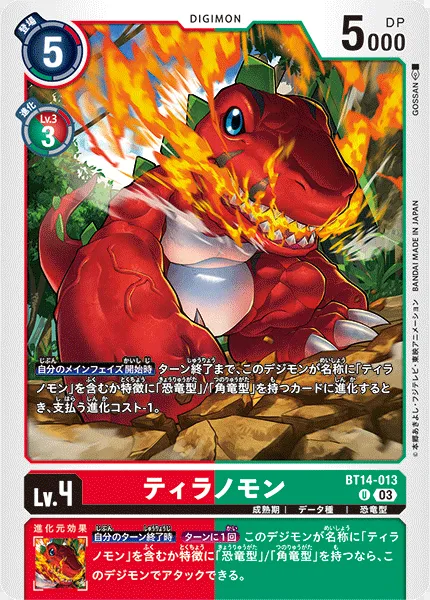 登場
5
DIGIMON
DP
5000
進化
Lv.3
3
自分のメインフェイズ開始時 ターン終了まで、このデジモンが名称に「ティラ
ノモン」を含むか特徴に「恐竜型」/「角竜型」を持つカードに進化すると
き、支払う進化コスト-1。
GOSSAN
©本郷あきよし・フジテレビ・東映アニメーション BANDAI MADE IN JAPAN
Lv.4
ティラノモン
BT14-013
U 03
成熟期 データ種 恐竜型
進化元効果
自分のターン終了時 ターンに1回 このデジモンが名称に「ティラ
ノモン」を含むか特徴に「恐竜型」/「角竜型」を持つなら、こ
のデジモンでアタックできる。